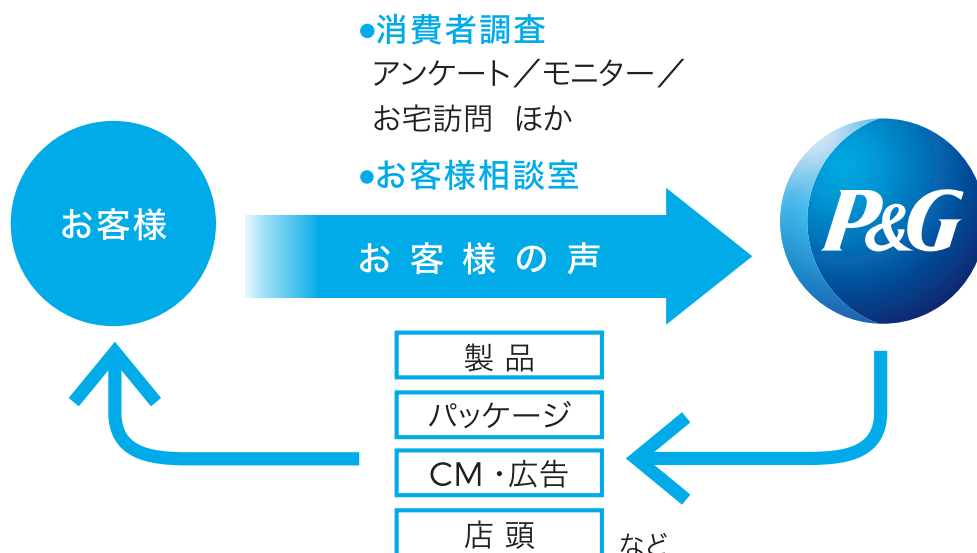 ●消費者調査
アンケート／モニター／
お宅訪問 ほか
●お客様相談室
お客様
お客様の声
P&G
製品
パッケージ
CM・広告
店頭
など